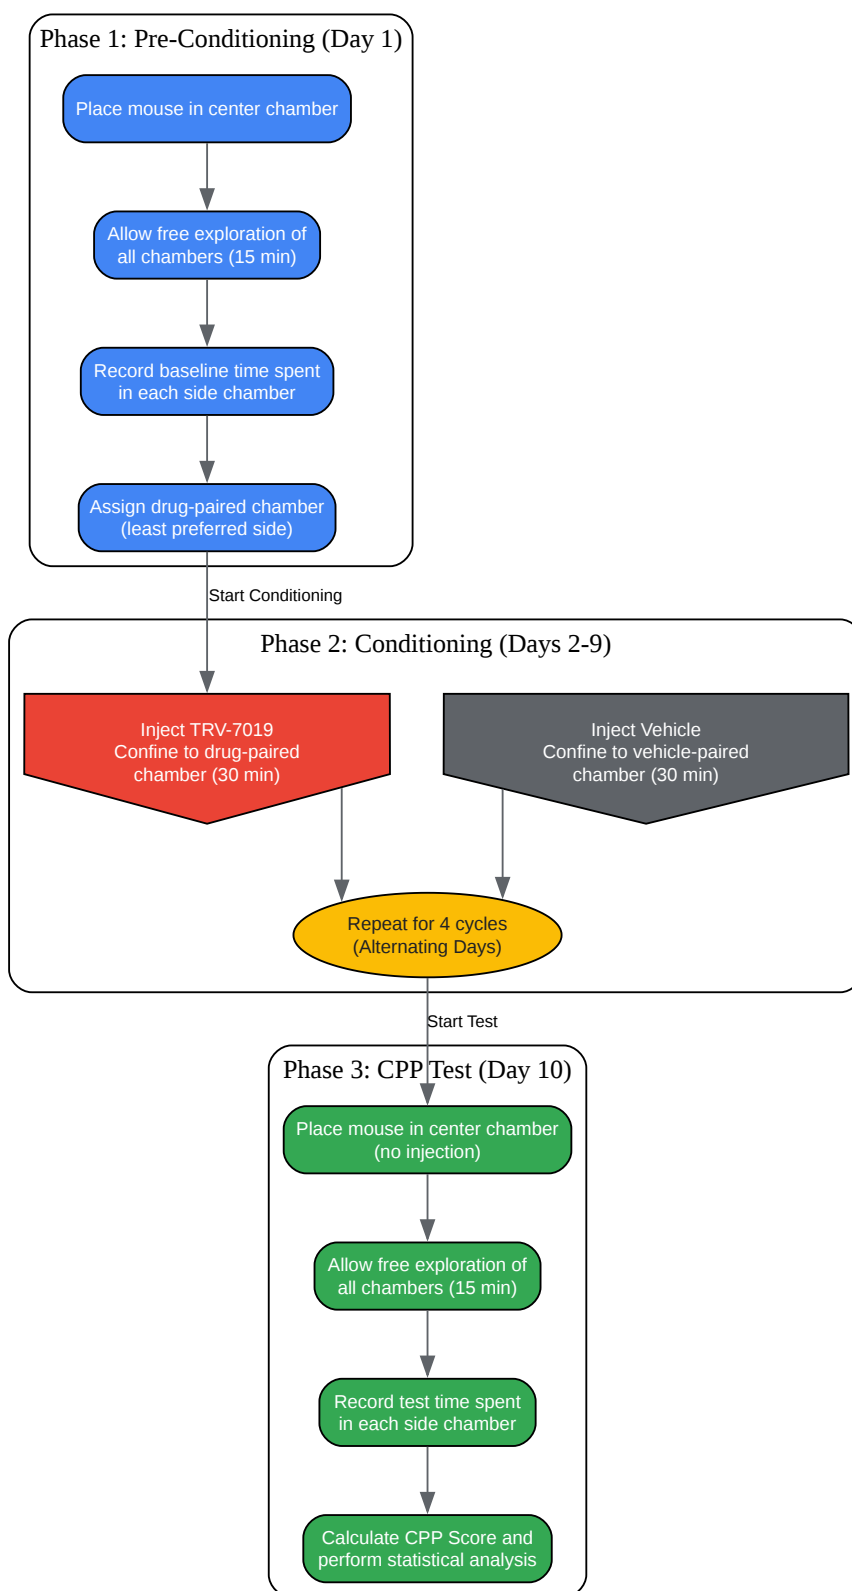 Phase 1: Pre-Conditioning (Day 1)
Place mouse in center chamber
Allow free exploration of
all chambers (15 min)
Record baseline time spent
in each side chamber
Assign drug-paired chamber
(least preferred side)
Start Conditioning
Phase 2: Conditioning (Days 2-9)
Inject TRV-7019
Confine to drug-paired
chamber (30 min)
Inject Vehicle
Confine to vehicle-paired
chamber (30 min)
Repeat for 4 cycles
(Alternating Days)
Start Test
Phase 3: CPP Test (Day 10)
Place mouse in center chamber
(no injection)
Allow free exploration of
all chambers (15 min)
Record test time spent
in each side chamber
Calculate CPP Score and
perform statistical analysis